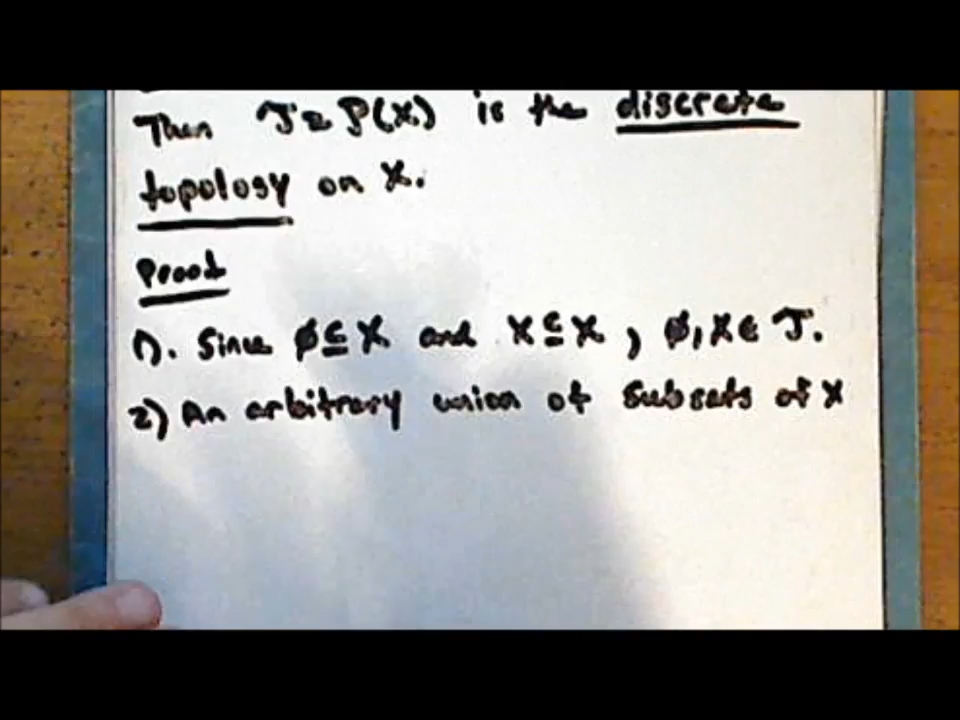 Then 𝒯 = 𝒫(X) is the discrete
topology on X.
Proof
1). Since ∅ ⊆ X and X ⊆ X, ∅, X ∈ 𝒯.
2) An arbitrary union of subsets of X